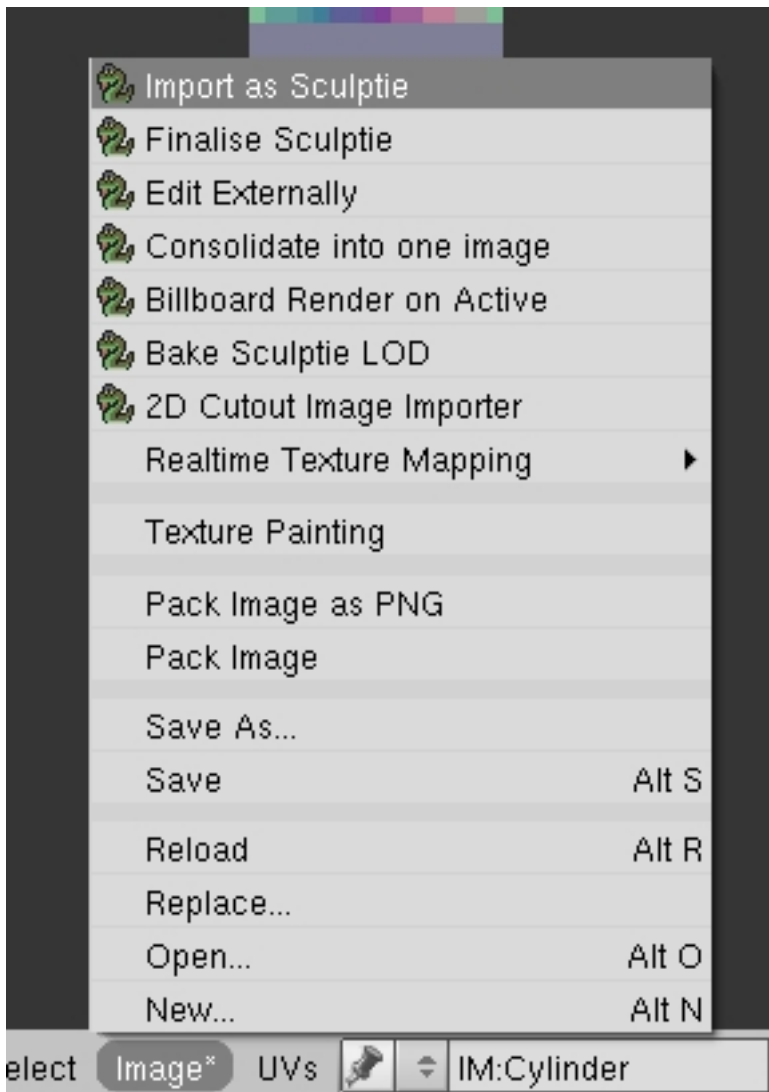 Import as Sculptie
Finalise Sculptie
Edit Externally
Consolidate into one image
Billboard Render on Active
Bake Sculptie LOD
2D Cutout Image Importer
Realtime Texture Mapping
Texture Painting
Pack Image as PNG
Pack Image
Save As...
Save Alt S
Reload Alt R
Replace...
Open... Alt O
New... Alt N
elect Image* UVs IM:Cylinder